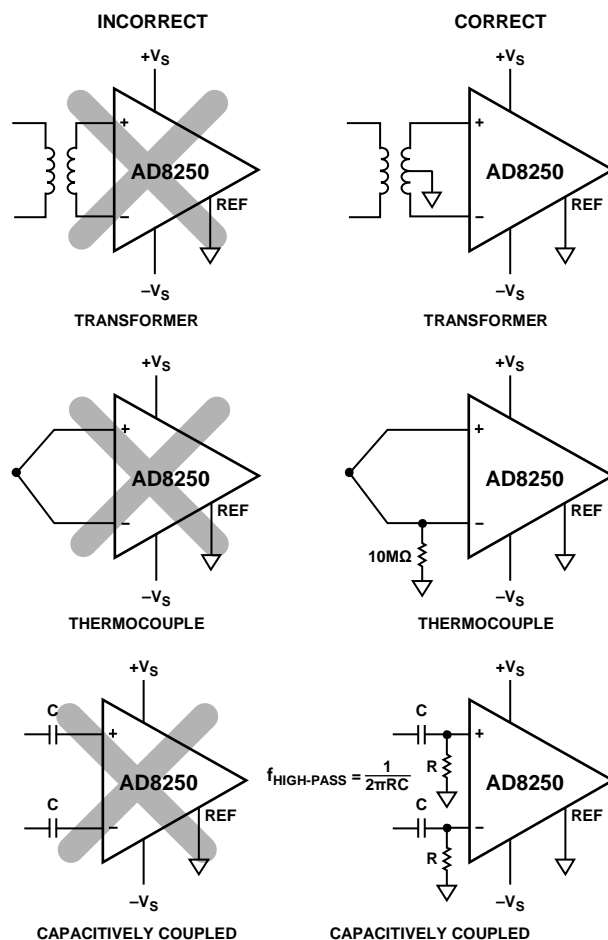 INCORRECT
CORRECT
+VS
+
AD8250
REF
−
−VS
TRANSFORMER
+VS
+
AD8250
REF
−
−VS
TRANSFORMER
+VS
+
AD8250
REF
−
−VS
THERMOCOUPLE
+VS
+
AD8250
REF
−
10MΩ
−VS
THERMOCOUPLE
+VS
C
+
AD8250
C
−
REF
−VS
CAPACITIVELY COUPLED
+VS
C
+
R
AD8250
fHIGH-PASS = 1
2πRC
C
−
REF
R
−VS
CAPACITIVELY COUPLED